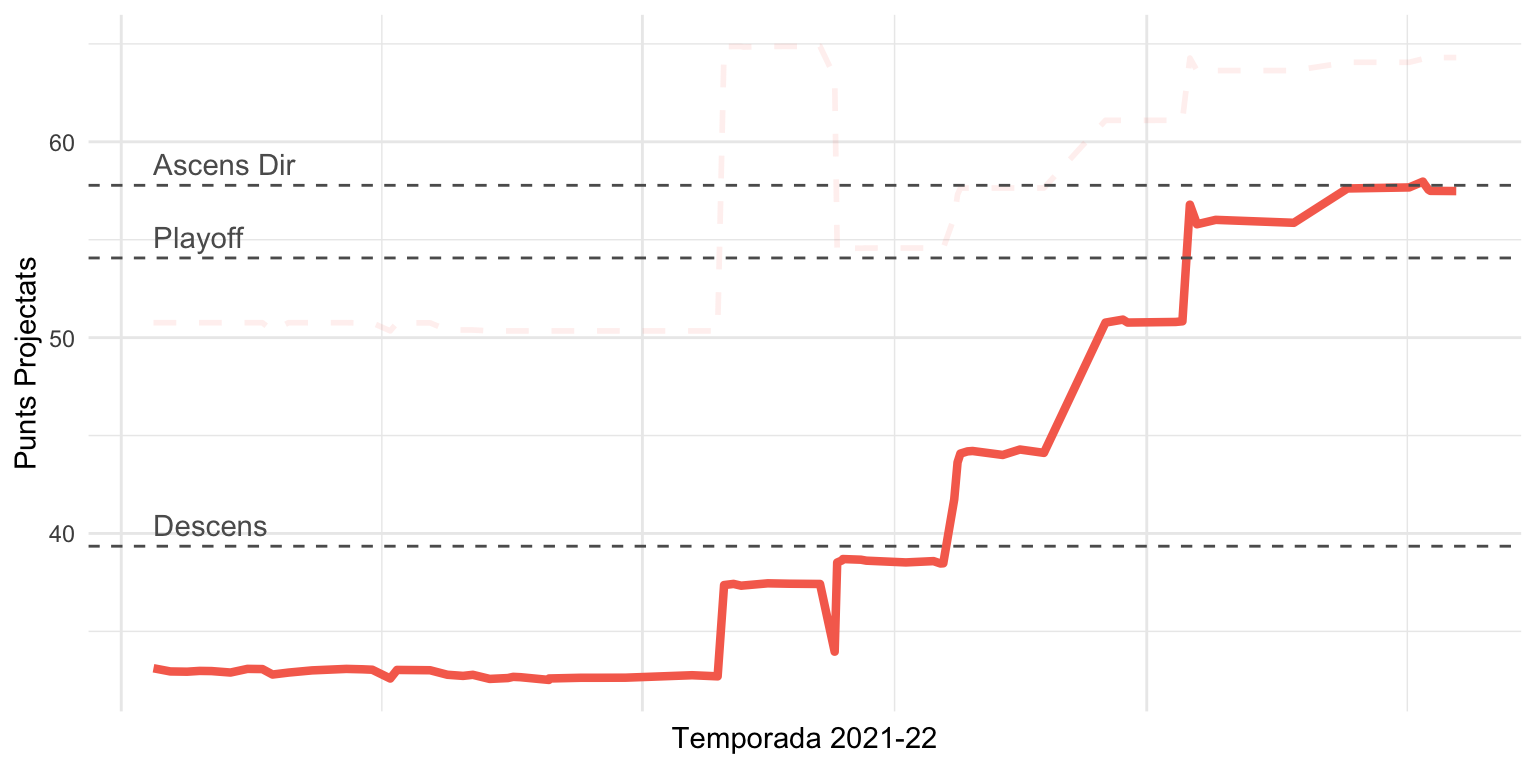 60
Ascens Dir
Playoff
Punts Projectats
50
Descens
40
Temporada 2021-22